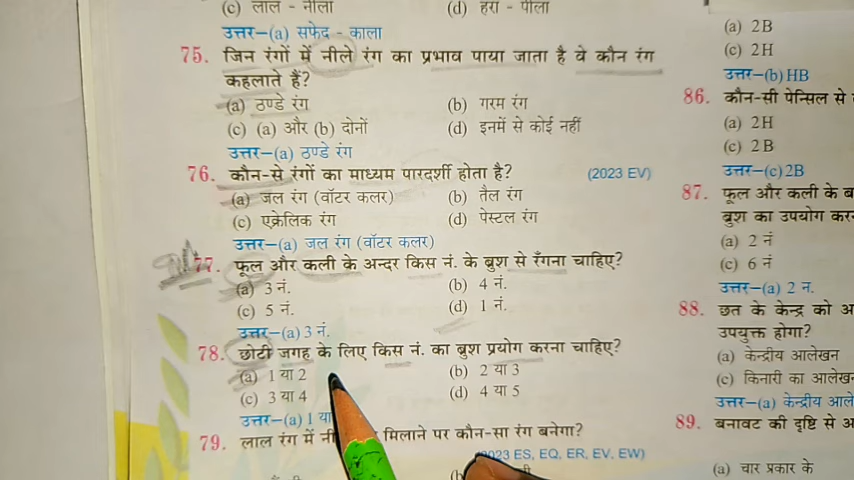 (c) लाल - नीला (d) हरा - पीला
उत्तर–(a) सफेद - काला
75. जिन रंगों में नीले रंग का प्रभाव पाया जाता है वे कौन रंग
कहलाते हैं?
(a) ठण्डे रंग (b) गरम रंग
(c) (a) और (b) दोनों (d) इनमें से कोई नहीं
उत्तर–(a) ठण्डे रंग
76. कौन-से रंगों का माध्यम पारदर्शी होता है? (2023 EV)
(a) जल रंग (वॉटर कलर) (b) तैल रंग
(c) एक्रेलिक रंग (d) पेस्टल रंग
उत्तर–(a) जल रंग (वॉटर कलर)
77. फूल और कली के अन्दर किस नं. के ब्रुश से रँगना चाहिए?
(a) 3 नं. (b) 4 नं.
(c) 5 नं. (d) 1 नं.
उत्तर–(a) 3 नं.
78. छोटी जगह के लिए किस नं. का ब्रुश प्रयोग करना चाहिए?
(a) 1 या 2 (b) 2 या 3
(c) 3 या 4 (d) 4 या 5
उत्तर–(a) 1 या
79. लाल रंग में मिलाने पर कौन-सा रंग बनेगा?
2023 ES, EQ, ER, EV, EW)
(a) 2B
(c) 2H
उत्तर–(b) HB
86. कौन-सी पेन्सिल से
(a) 2H
(c) 2B
उत्तर–(c) 2B
87. फूल और कली के
ब्रुश का उपयोग
(a) 2 नं
(c) 6 नं
उत्तर–(a) 2 न.
88. छत के केन्द्र को
उपयुक्त होगा?
(a) केन्द्रीय आलेखन
(c) किनारी का आलेखन
उत्तर–(a) केन्द्रीय
89. बनावट की दृष्टि से
(a) चार प्रकार के